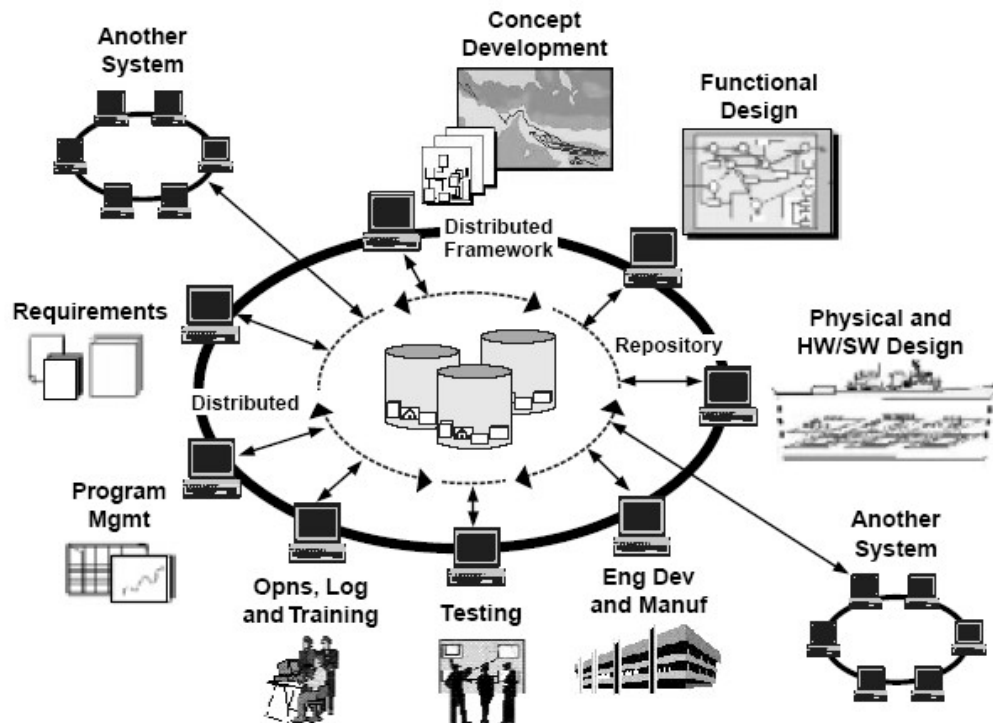 Another
System
Concept
Development
Functional
Design
Distributed
Framework
Requirements
Repository
Physical and
HW/SW Design
Distributed
Program
Mgmt
Another
System
Opns, Log
and Training
Testing
Eng Dev
and Manuf